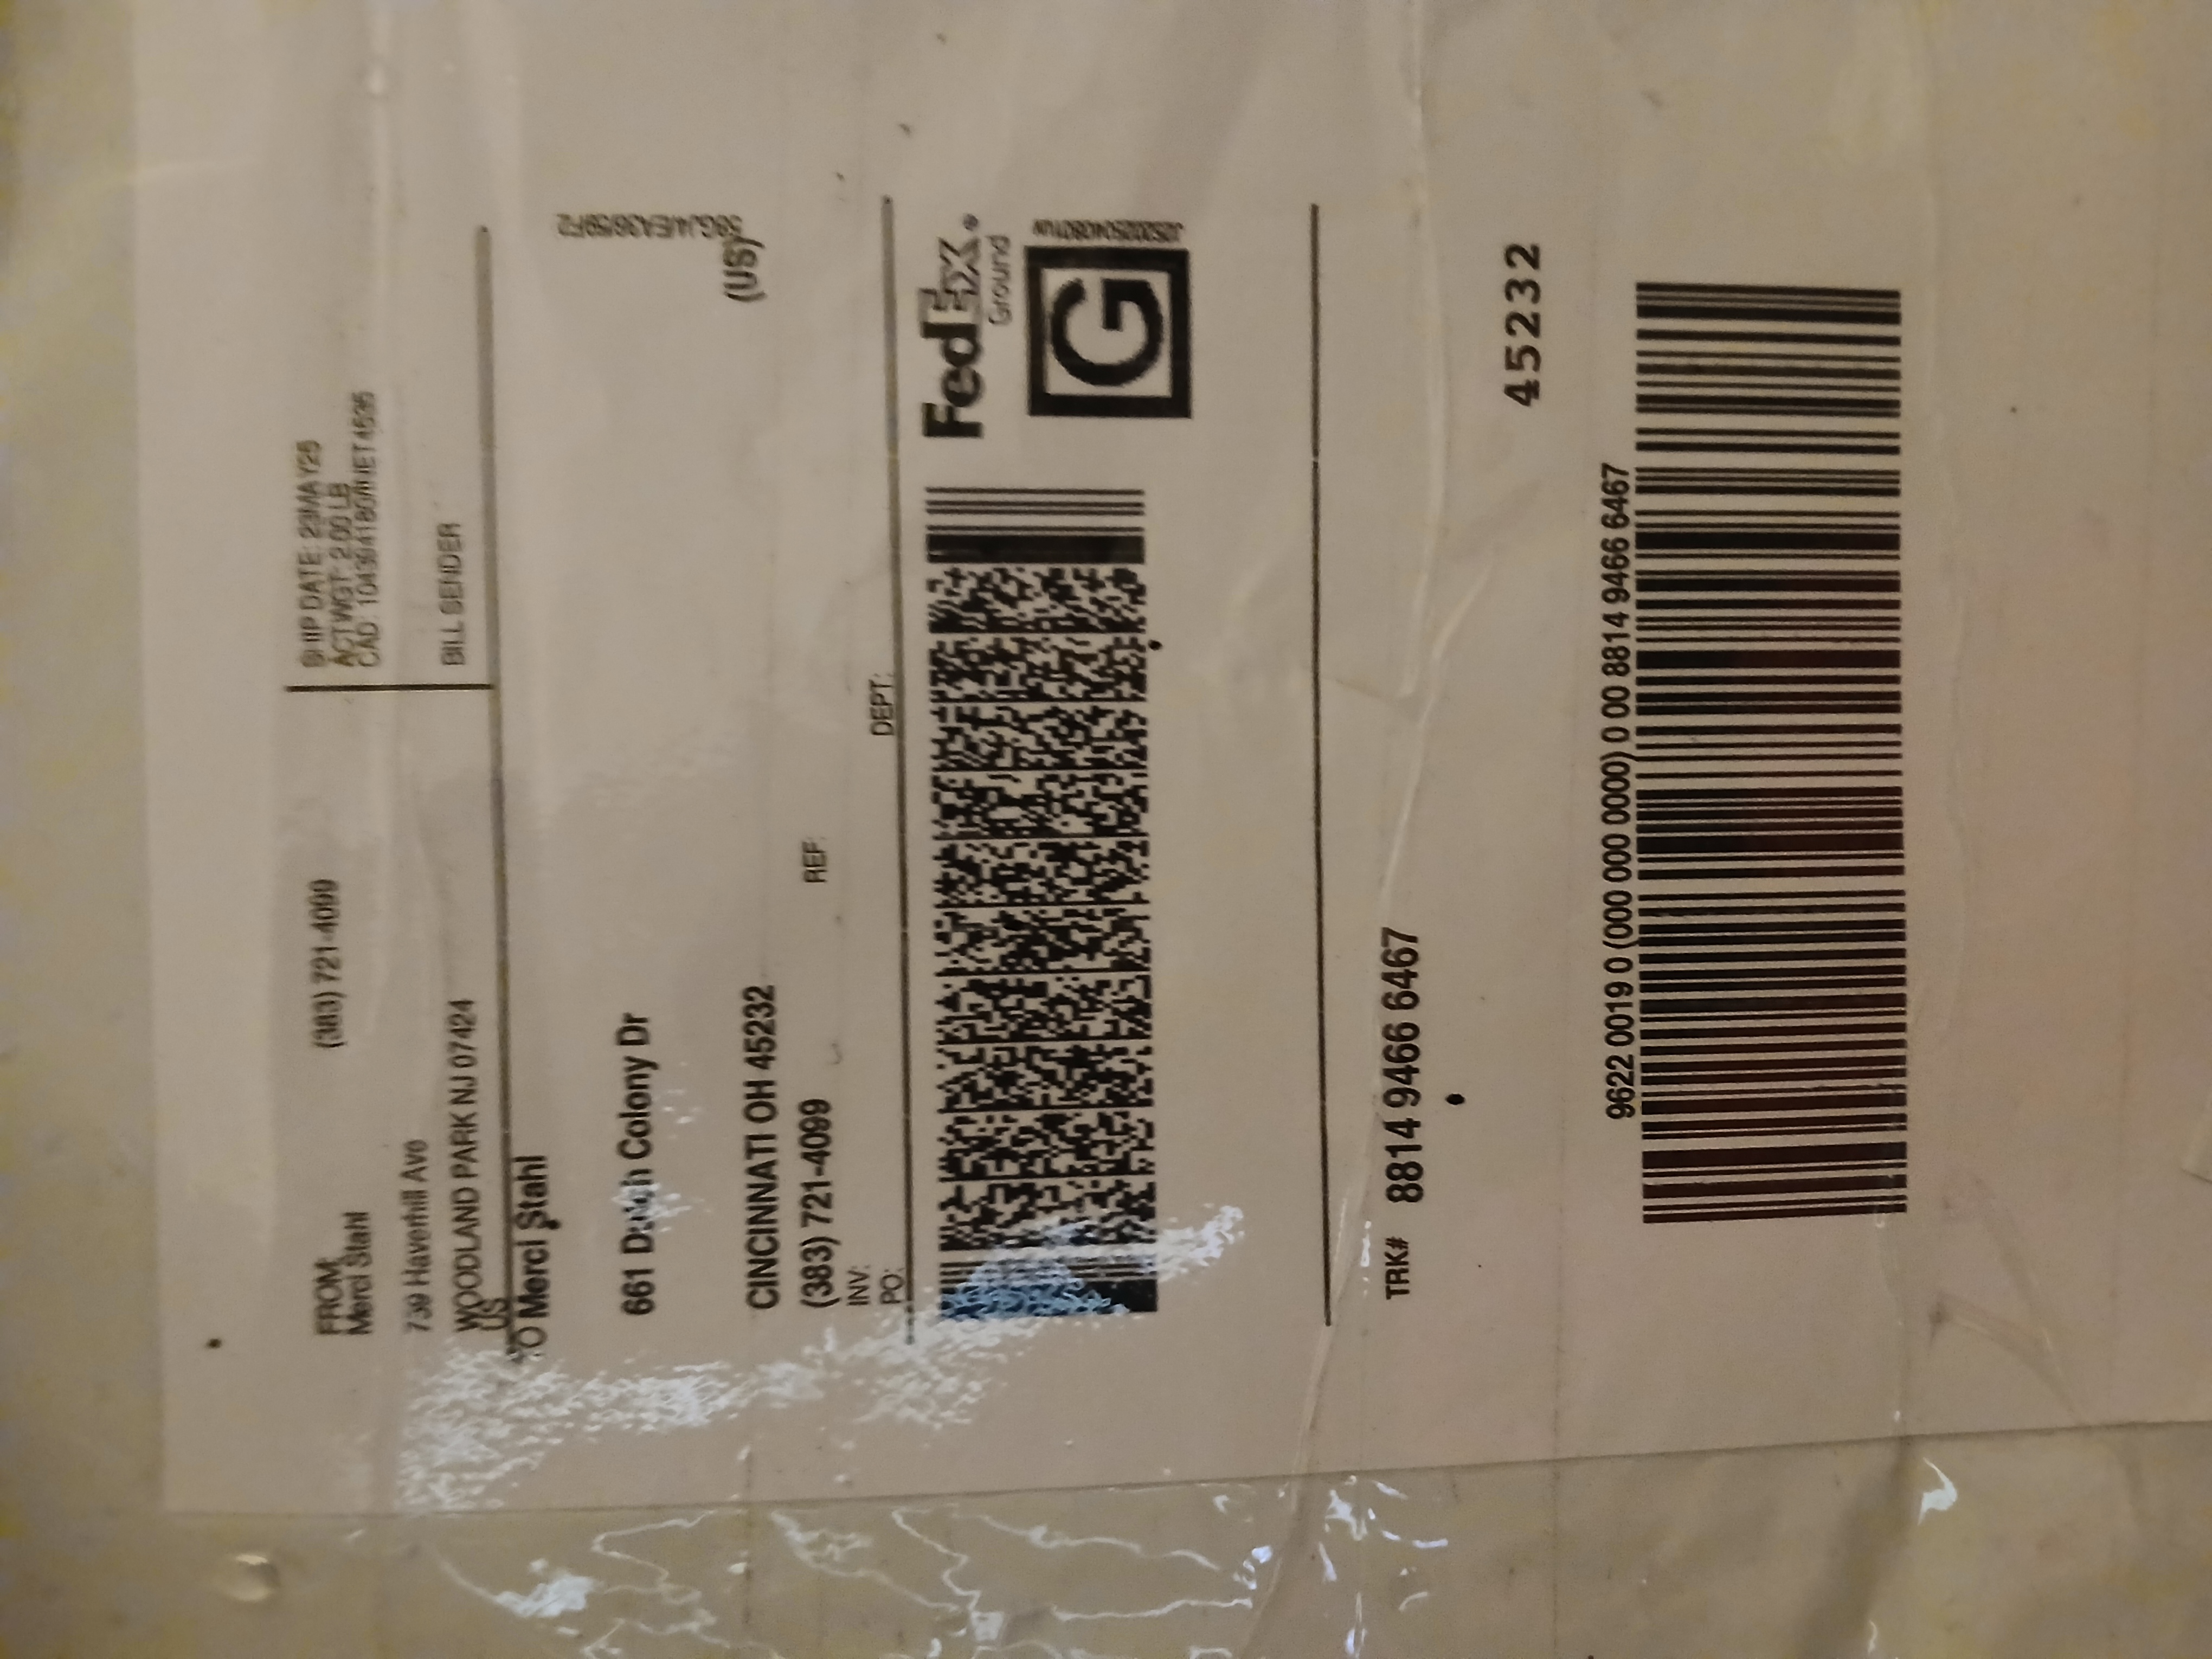 FROM:
(383) 721-4099
Merci Stahl
739 Haverhill Ave
WOODLAND PARK NJ 07424
US
SHIP DATE: 23MAY25
ACTWGT: 2.00 LB
BILL SENDER
TO Merci Stahl
661 Dutch Colony Dr
CINCINNATI OH 45232
(US)
(383) 721-4099
REF:
INV:
PO:
DEPT:
FedEx
Ground
G
TRK# 8814 9466 6467
45232
9622 0019 0 (000 000 0000) 0 00 8814 9466 6467